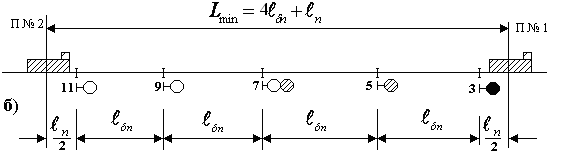 L_min = 4ℓ_бп + ℓ_п
П № 2
П № 1
11 9 7 5 3
б)
ℓ_п/2 ℓ_бп ℓ_бп ℓ_бп ℓ_бп ℓ_п/2